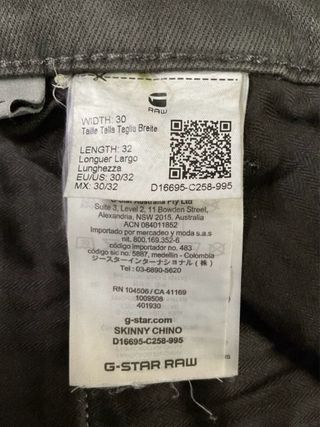 RAW
WIDTH: 30
Taille Talla Taglio Breite
LENGTH: 32
Longuer Largo
Lunghezza
EU/US: 30/32
MX: 30/32
D16695-C258-995
G-Star Australia Pty Ltd
Suite 3, Level 2, 11 Bowden Street,
Alexandria, NSW 2015, Australia
ACN 084011852
Importado por mercadeo y moda s.a.s
nit. 800.169.352-6
código importador no. 483
código sic no. 5887, medellin - Colombia
ジースターインターナショナル(株)
Tel : 03-6890-5620
RN 104506 / CA 41169
1009508
401930
g-star.com
SKINNY CHINO
D16695-C258-995
G-STAR RAW